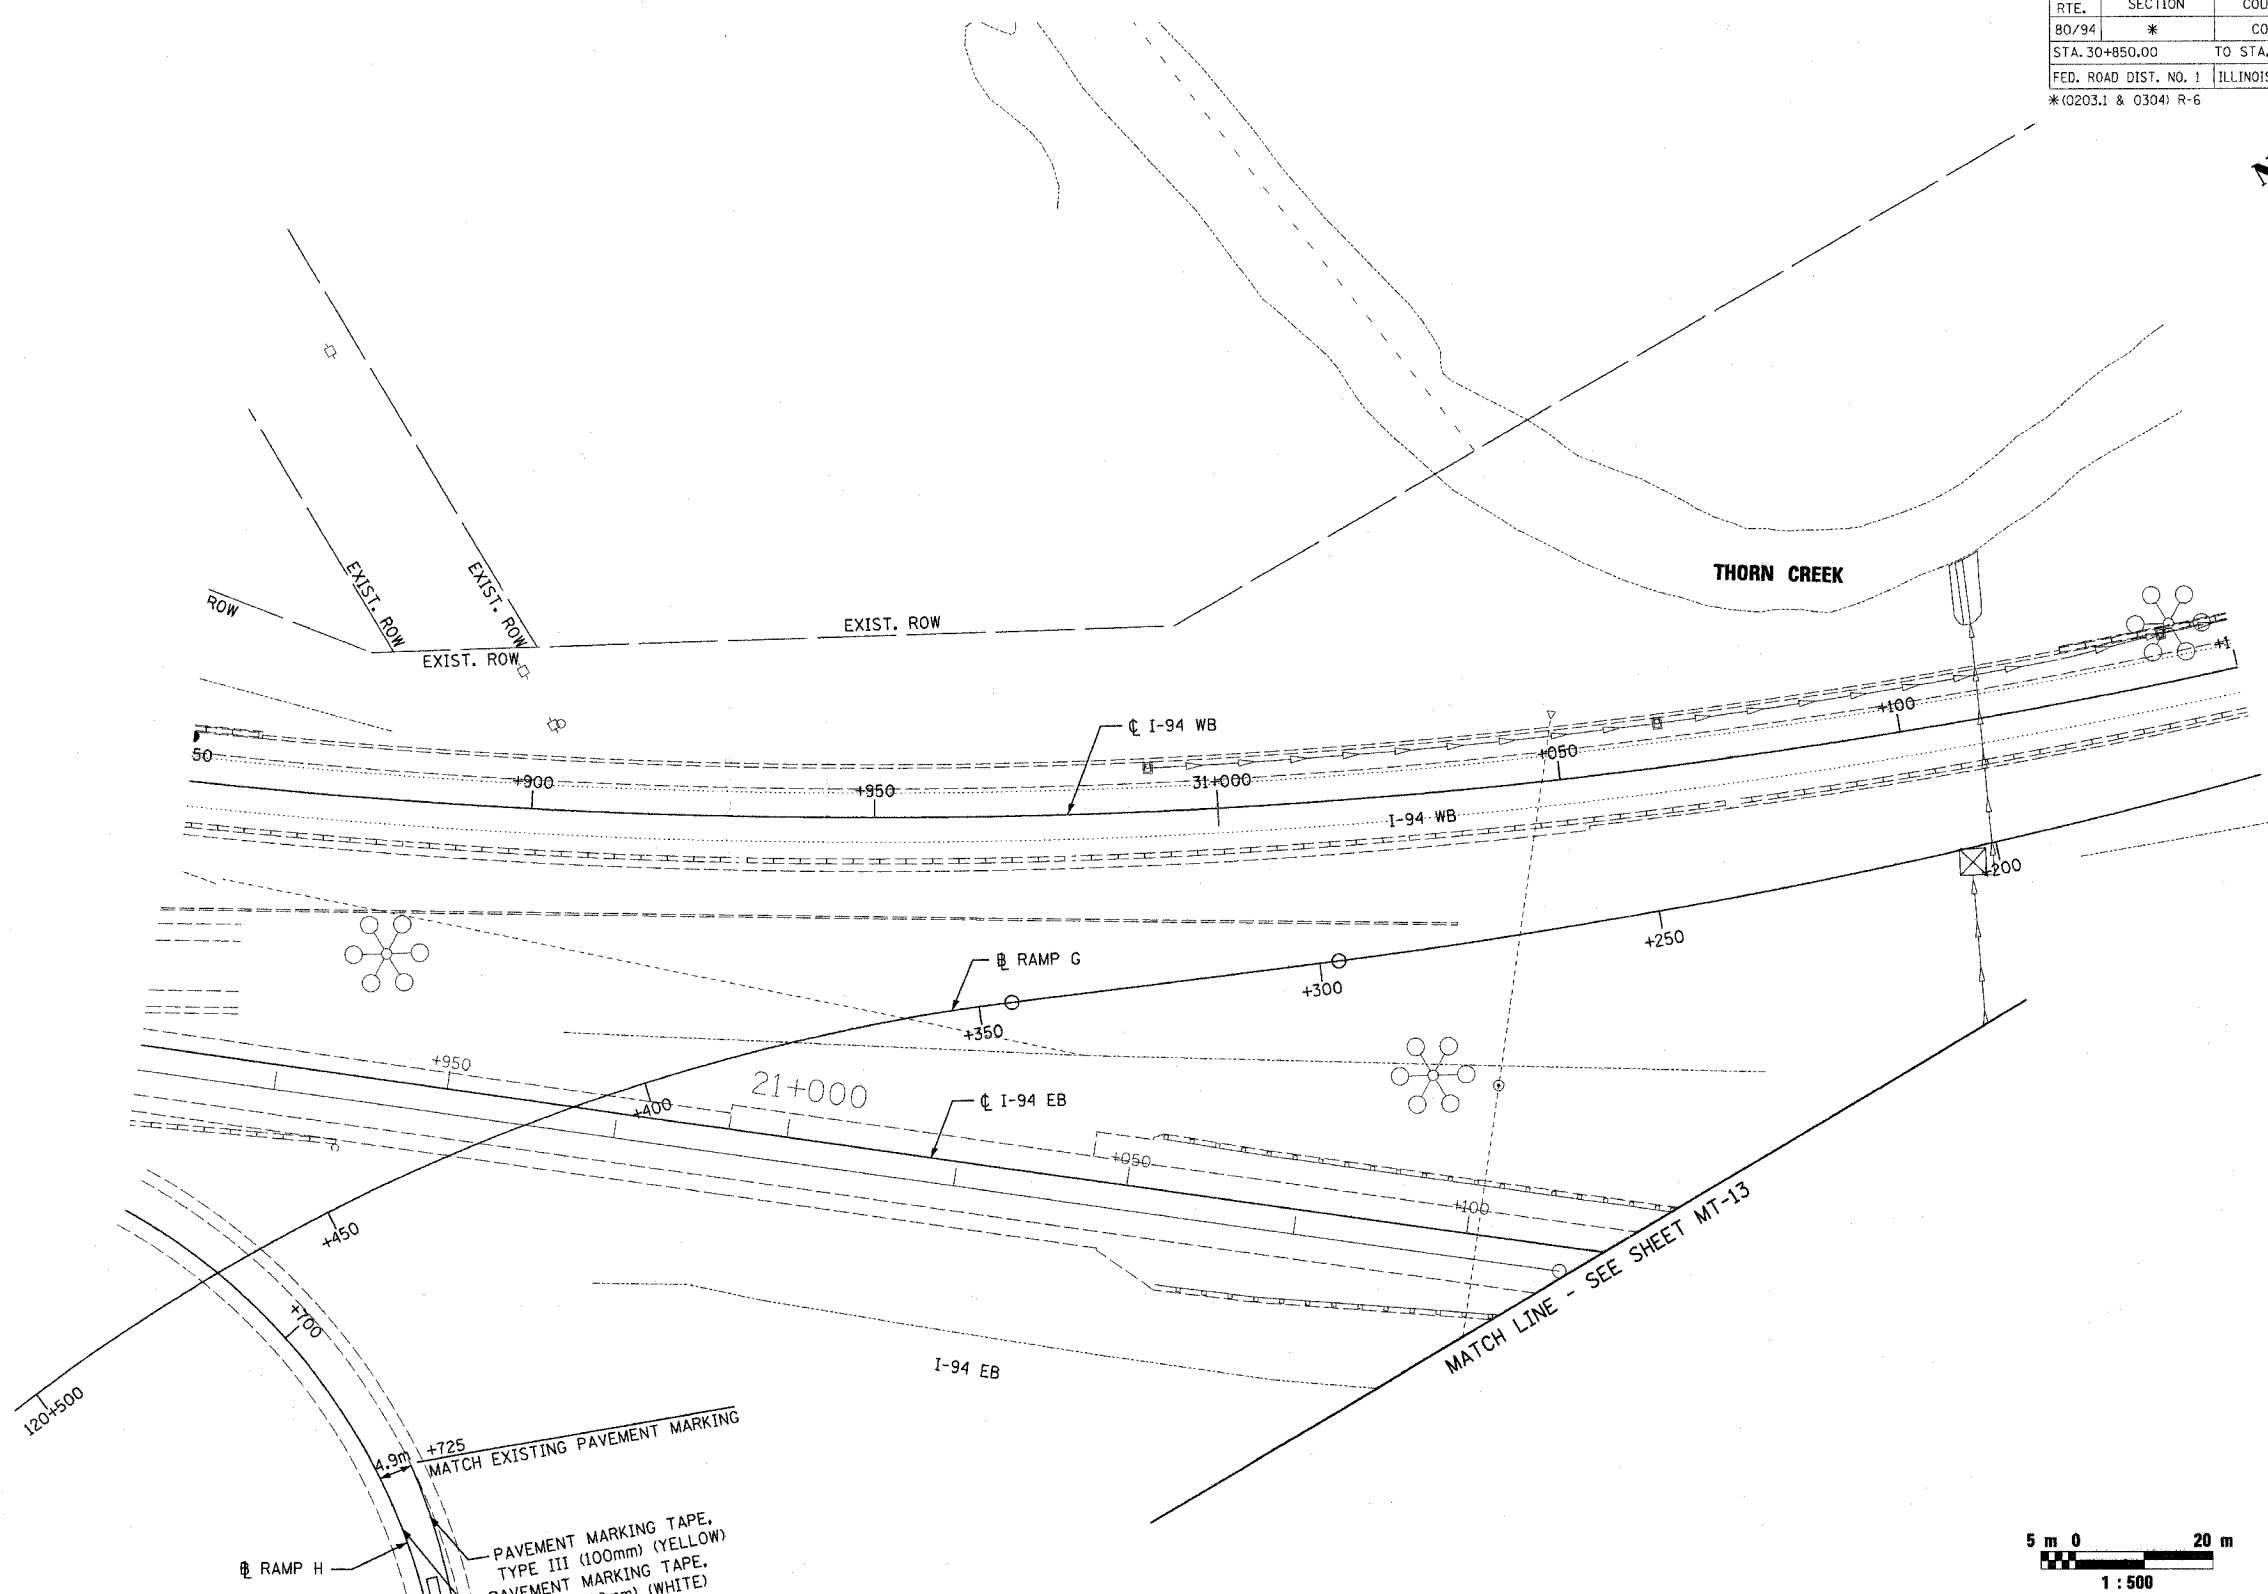 RTE. SECTION
80/94 *
STA. 30+850.00 TO STA.
FED. ROAD DIST. NO. 1
*(0203.1 & 0304) R-6
THORN CREEK
ROW
EXIST. ROW
EXIST. ROW
EXIST. ROW
EXIST. ROW
℄ I-94 WB
+1
+100
+050
50
+900
+950
31+000
I-94 WB
+200
+250
℄ RAMP G
+300
+350
+950
21+000
+400
℄ I-94 EB
+050
+100
MATCH LINE - SEE SHEET MT-13
+450
+700
I-94 EB
120+500
4.9m
+725
MATCH EXISTING PAVEMENT MARKING
PAVEMENT MARKING TAPE,
TYPE III (100mm) (YELLOW)
PAVEMENT MARKING TAPE,
(WHITE)
℄ RAMP H
5 m 0 20 m
1 : 500